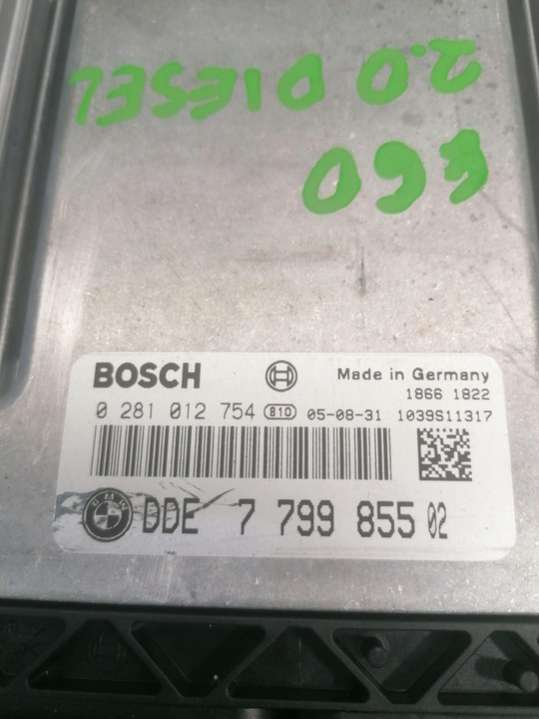 2.0 DIESEL
E60
BOSCH Made in Germany
1866 1822
0 281 012 754 810 05-08-31 1039S11317
BMW DDE 7 799 855 02